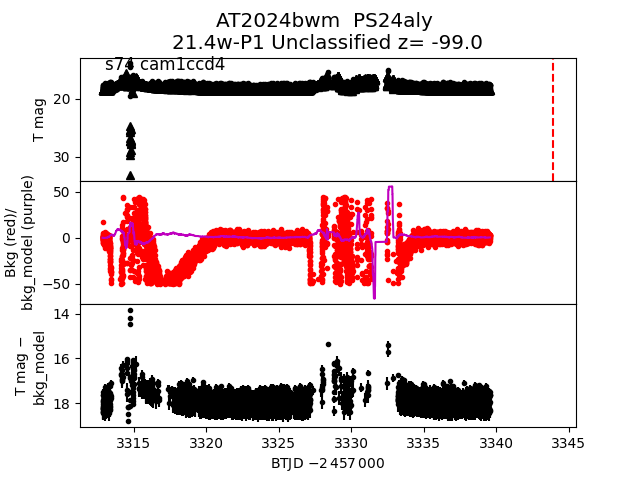 AT2024bwm  PS24aly
21.4w-P1 Unclassified z= -99.0
s74 cam1ccd4
20
30
T mag
50
0
−50
Bkg (red)/
bkg_model (purple)
14
16
18
T mag −
bkg_model
3315 3320 3325 3330 3335 3340 3345
BTJD −2 457 000